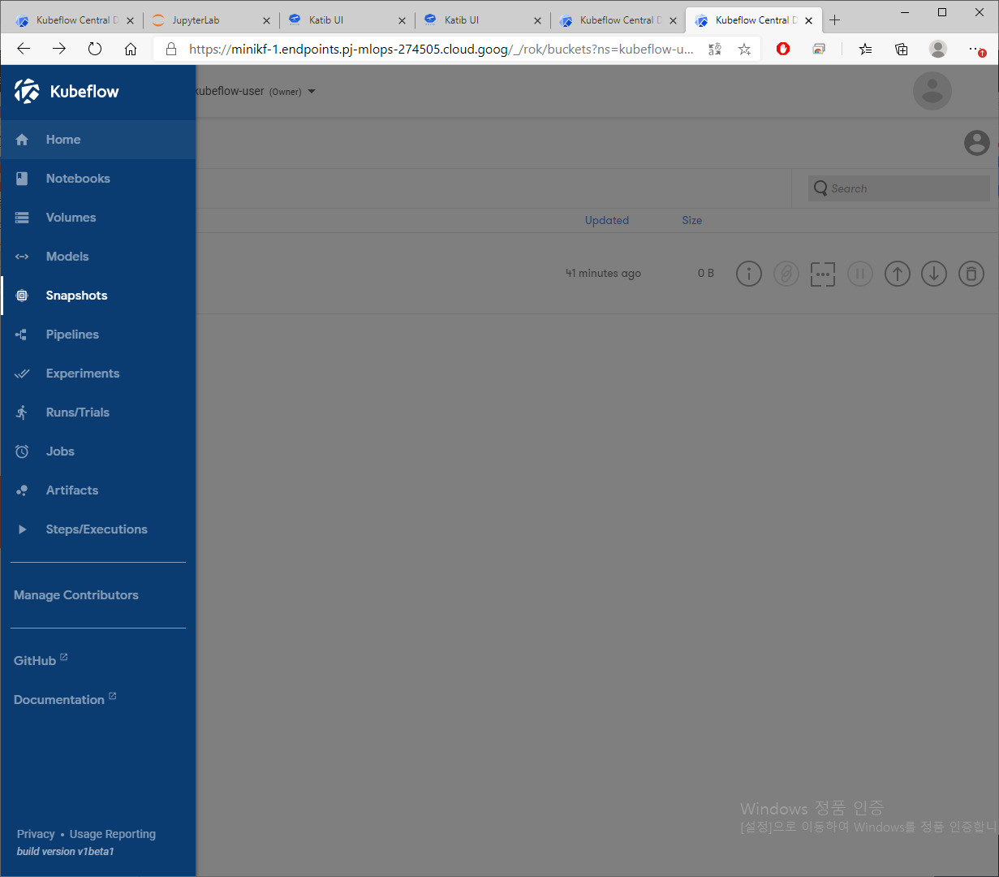 Kubeflow Central D
JupyterLab
Katib UI
Katib UI
Kubeflow Central D
Kubeflow Central D
https://minikf-1.endpoints.pj-mlops-274505.cloud.goog/_/rok/buckets?ns=kubeflow-u...
Kubeflow
kubeflow-user (Owner)
Home
Notebooks
Volumes
Models
Snapshots
Pipelines
Experiments
Runs/Trials
Jobs
Artifacts
Steps/Executions
Manage Contributors
GitHub
Documentation
Privacy • Usage Reporting
build version v1beta1
Search
Updated Size
41 minutes ago 0 B
Windows 정품 인증
[설정]으로 이동하여 Windows를 정품 인증합니